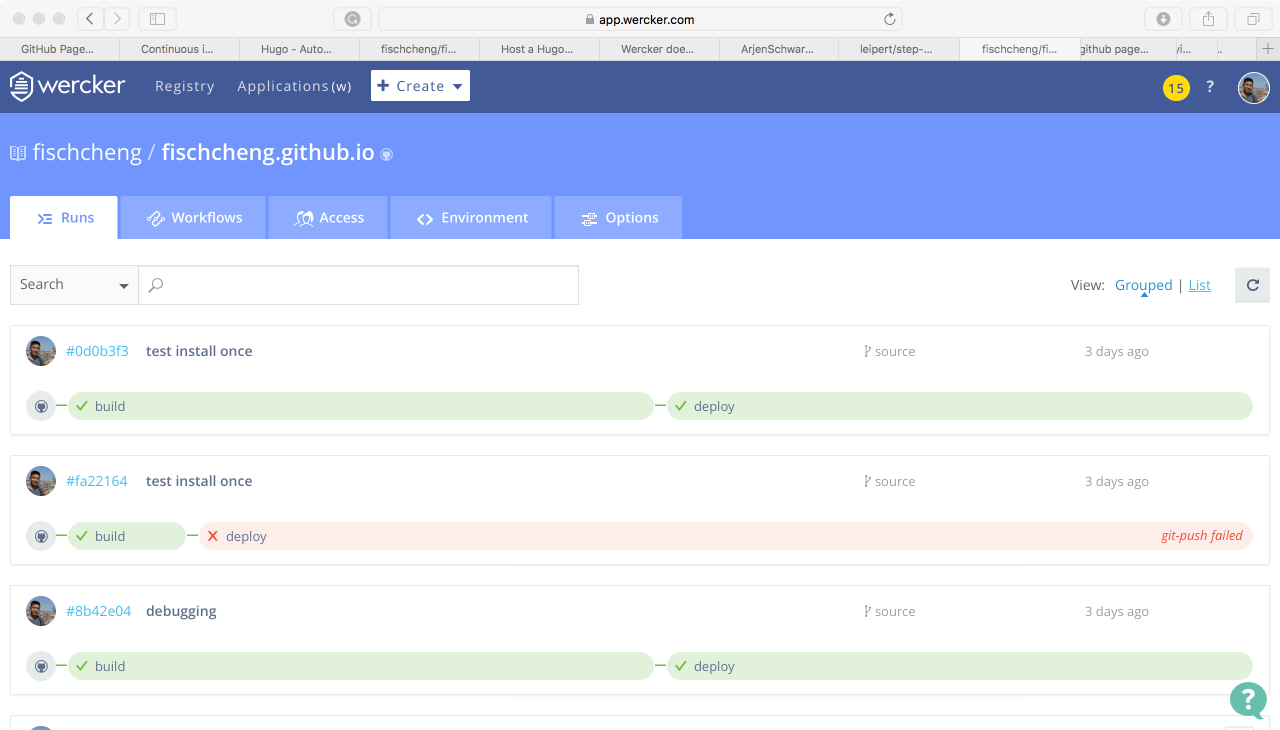 app.wercker.com
GitHub Page... Continuous i... Hugo - Auto... fischcheng/fi... Host a Hugo... Wercker doe... ArjenSchwar... leipert/step-... fischcheng/fi... github page...
wercker Registry Applications (w) + Create 15 ?
fischcheng / fischcheng.github.io
Runs Workflows Access Environment Options
Search View: Grouped | List
#0d0b3f3 test install once source 3 days ago
build deploy
#fa22164 test install once source 3 days ago
build deploy git-push failed
#8b42e04 debugging source 3 days ago
build deploy
?